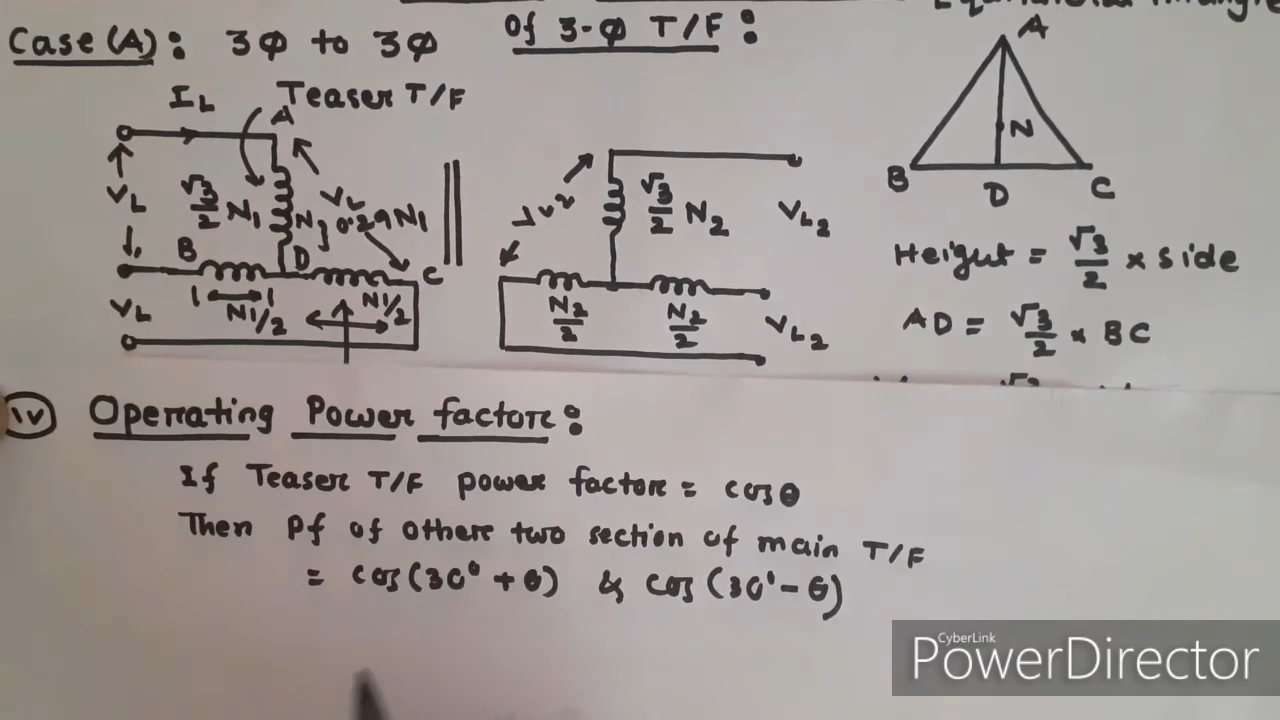 Of 3-φ T/F :
Case (A) : 3φ to 3φ
IL
Teaser T/F
A
VL
√3/2 N1
N
VL
0.29N1
B
D
C
N1/2
N1/2
VL
√3/2 N2
VL2
N2/2
N2/2
VL2
A
N
B
D
C
Height = √3/2 × side
AD = √3/2 × BC
iv Operating Power factor :
If Teaser T/F power factor = cosθ
Then Pf of other two section of main T/F
= cos(30° + θ) & cos(30° - θ)
CyberLink
PowerDirector